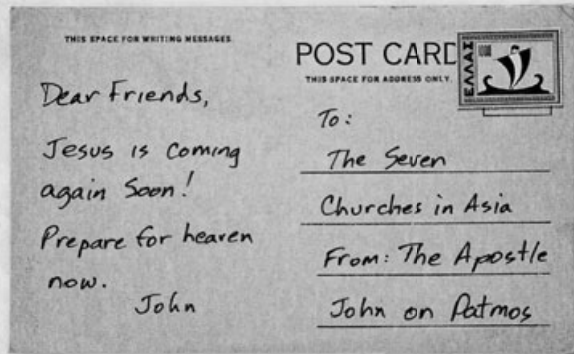 THIS SPACE FOR WRITING MESSAGES.
Dear Friends,
Jesus is coming
again Soon!
Prepare for heaven
now.
John
POST CARD
THIS SPACE FOR ADDRESS ONLY.
ΕΛΛΑΣ
To:
The Seven
Churches in Asia
From: The Apostle
John on Patmos